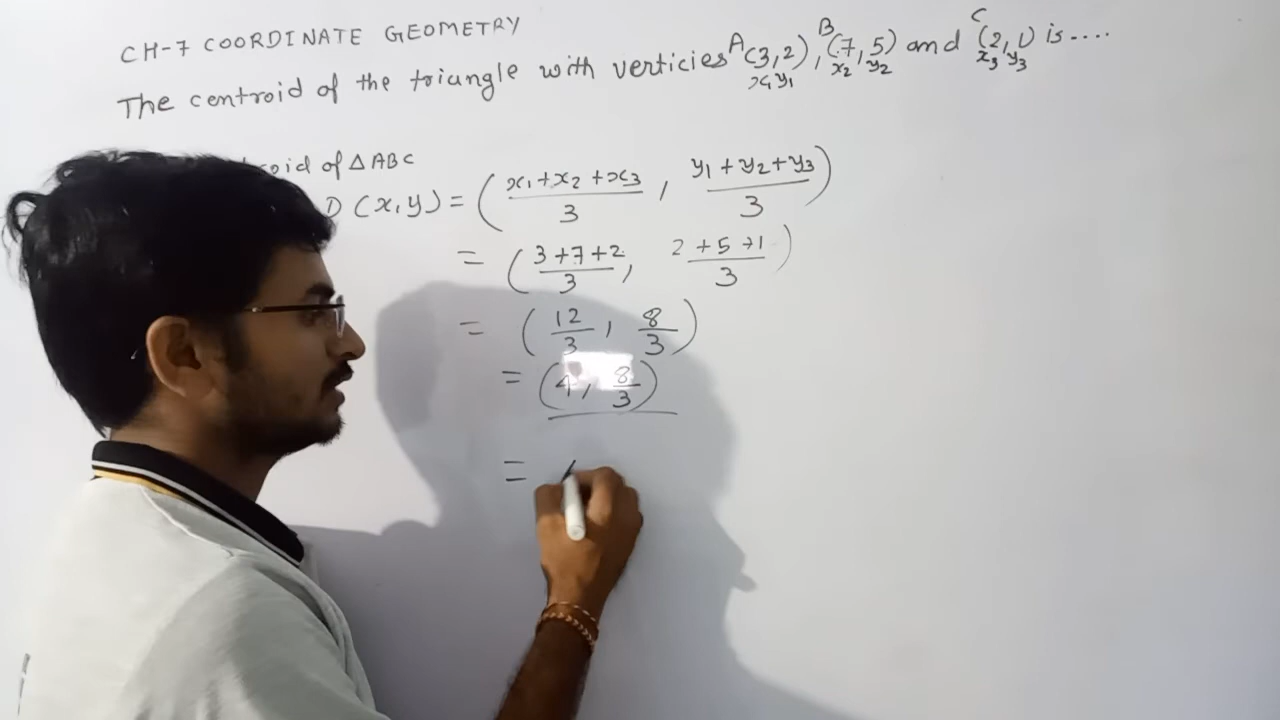 CH-7 COORDINATE GEOMETRY
The centroid of the triangle with verticies A(3,2), B(7,5) and C(2,1) is....
x₁ y₁ x₂ y₂ x₃ y₃
of △ABC
D (x,y) = ( x₁+x₂+x₃ / 3 , y₁+y₂+y₃ / 3 )
= ( 3+7+2 / 3 , 2+5+1 / 3 )
= ( 12/3 , 8/3 )
= ( 4 , 8/3 )
=